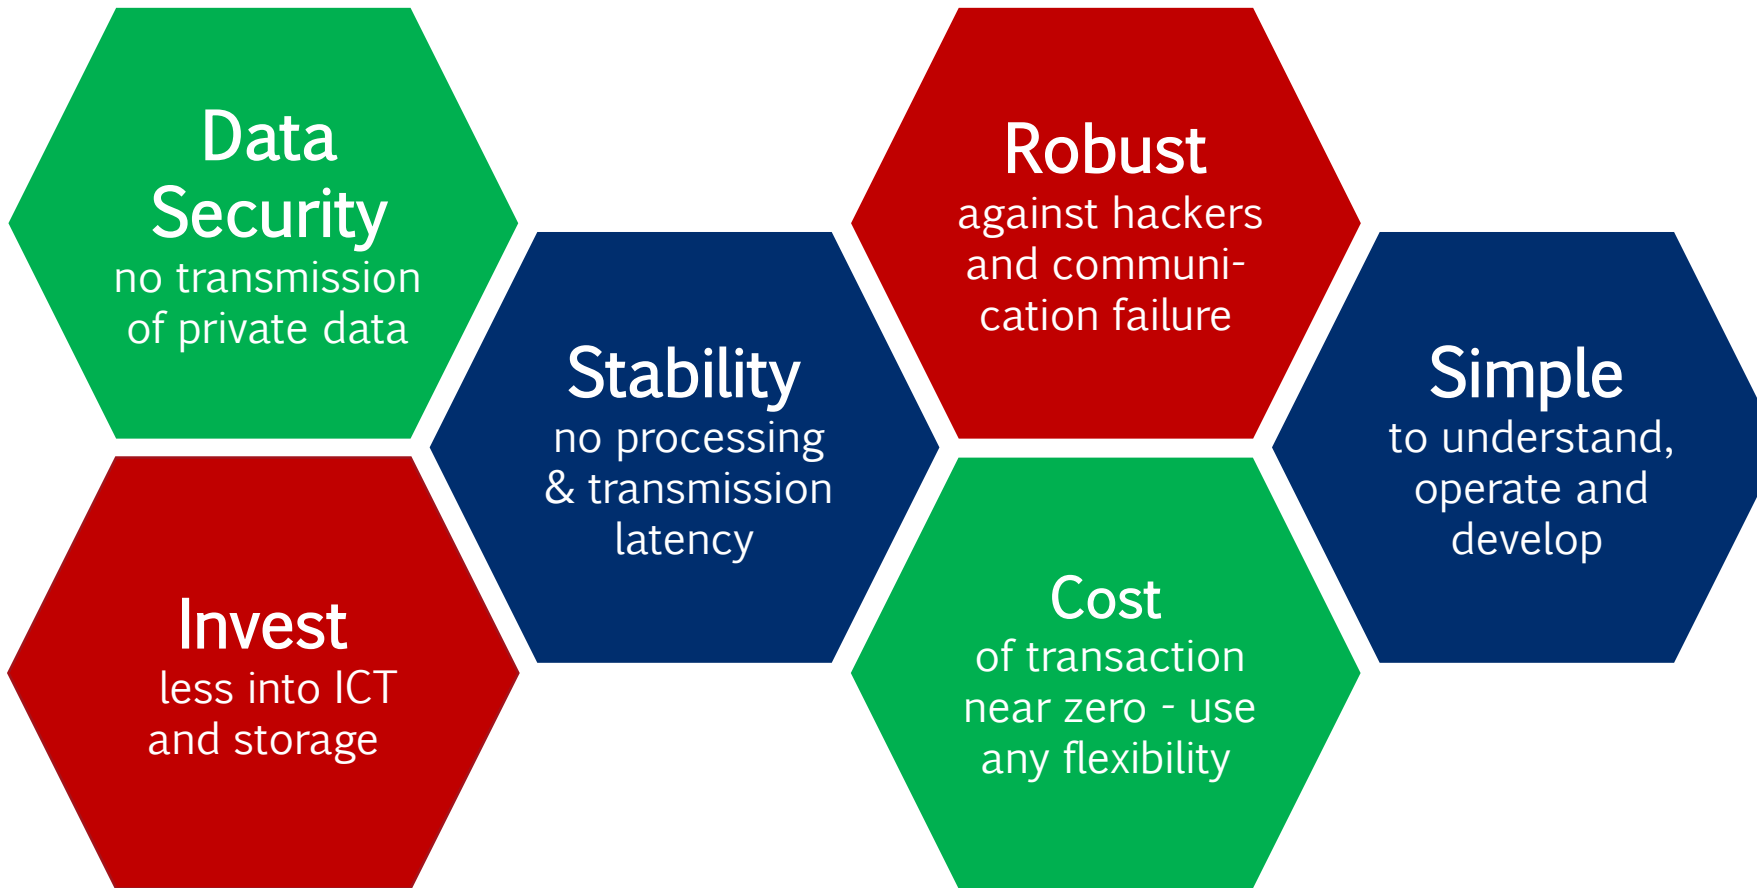 Data
Security
no transmission
of private data
Invest
less into ICT
and storage
Stability
no processing
& transmission
latency
Robust
against hackers
and communi-
cation failure
Cost
of transaction
near zero - use
any flexibility
Simple
to understand,
operate and
develop